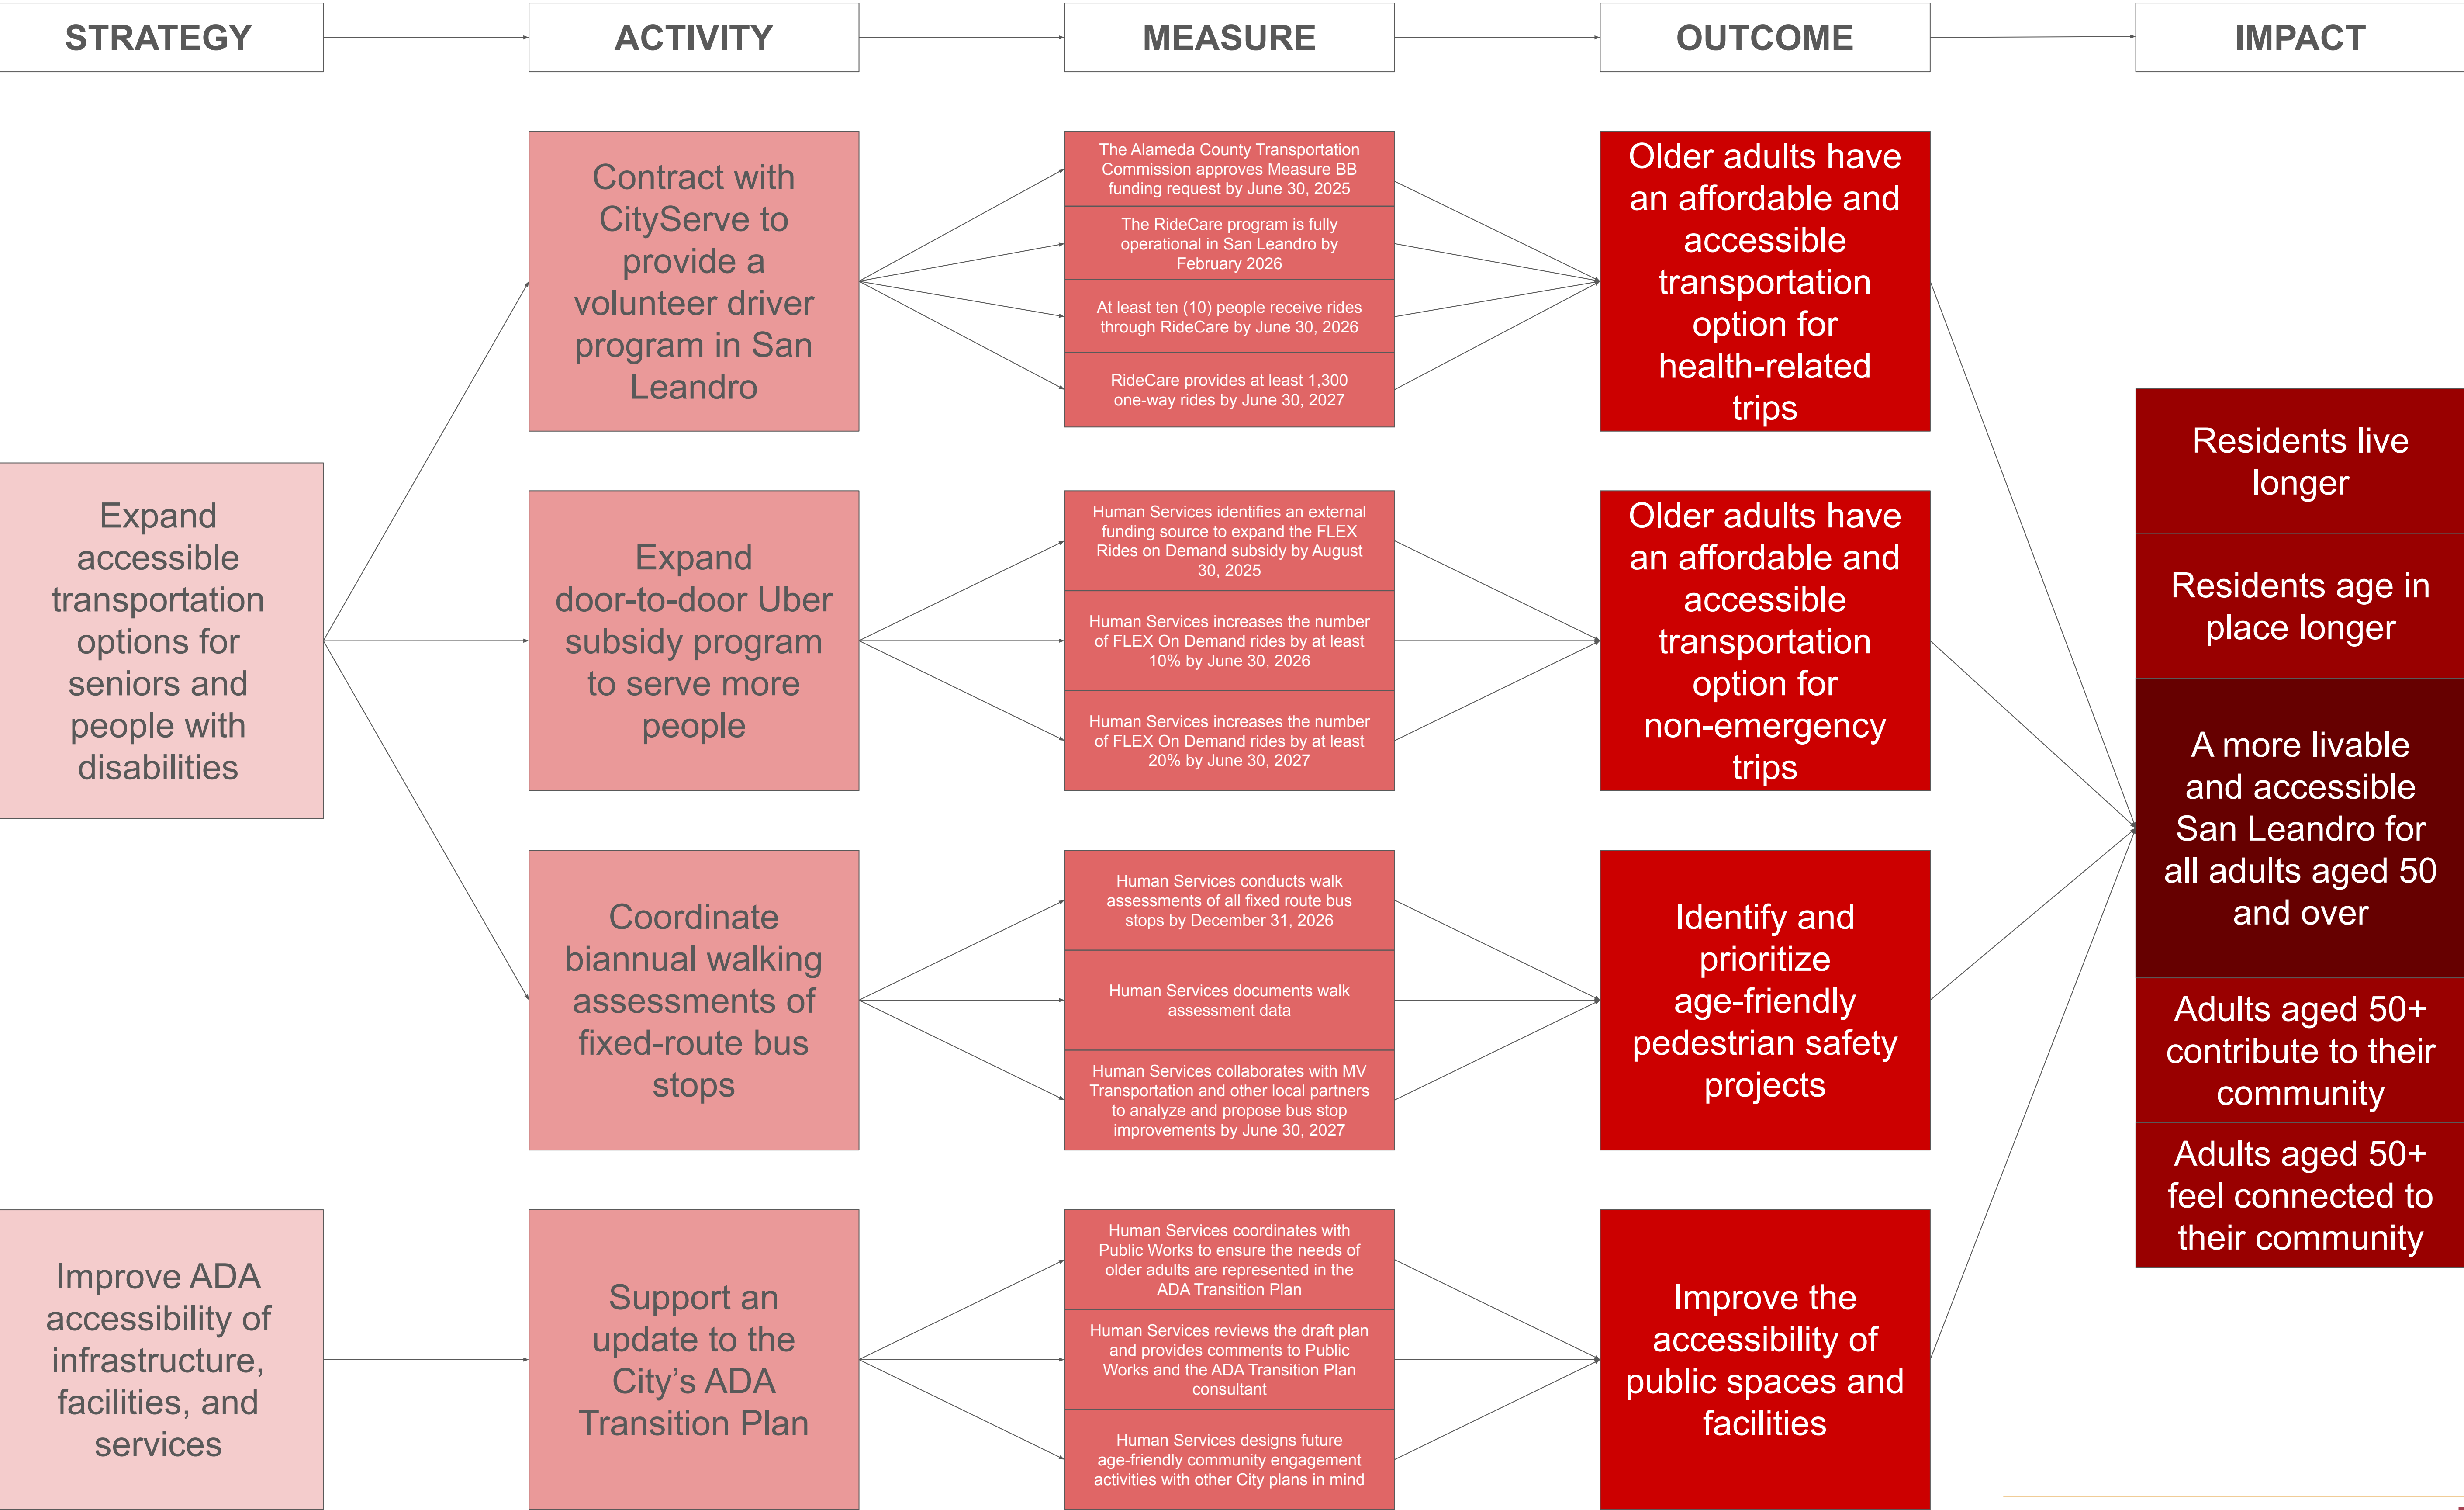 STRATEGY
ACTIVITY
MEASURE
OUTCOME
IMPACT
Expand
accessible
transportation
options for
seniors and
people with
disabilities
Contract with
CityServe to
provide a
volunteer driver
program in San
Leandro
The Alameda County Transportation
Commission approves Measure BB
funding request by June 30, 2025
The RideCare program is fully
operational in San Leandro by
February 2026
At least ten (10) people receive rides
through RideCare by June 30, 2026
RideCare provides at least 1,300
one-way rides by June 30, 2027
Older adults have
an affordable and
accessible
transportation
option for
health-related
trips
Expand
door-to-door Uber
subsidy program
to serve more
people
Human Services identifies an external
funding source to expand the FLEX
Rides on Demand subsidy by August
30, 2025
Human Services increases the number
of FLEX On Demand rides by at least
10% by June 30, 2026
Human Services increases the number
of FLEX On Demand rides by at least
20% by June 30, 2027
Older adults have
an affordable and
accessible
transportation
option for
non-emergency
trips
Coordinate
biannual walking
assessments of
fixed-route bus
stops
Human Services conducts walk
assessments of all fixed route bus
stops by December 31, 2026
Human Services documents walk
assessment data
Human Services collaborates with MV
Transportation and other local partners
to analyze and propose bus stop
improvements by June 30, 2027
Identify and
prioritize
age-friendly
pedestrian safety
projects
Improve ADA
accessibility of
infrastructure,
facilities, and
services
Support an
update to the
City’s ADA
Transition Plan
Human Services coordinates with
Public Works to ensure the needs of
older adults are represented in the
ADA Transition Plan
Human Services reviews the draft plan
and provides comments to Public
Works and the ADA Transition Plan
consultant
Human Services designs future
age-friendly community engagement
activities with other City plans in mind
Improve the
accessibility of
public spaces and
facilities
Residents live
longer
Residents age in
place longer
A more livable
and accessible
San Leandro for
all adults aged 50
and over
Adults aged 50+
contribute to their
community
Adults aged 50+
feel connected to
their community